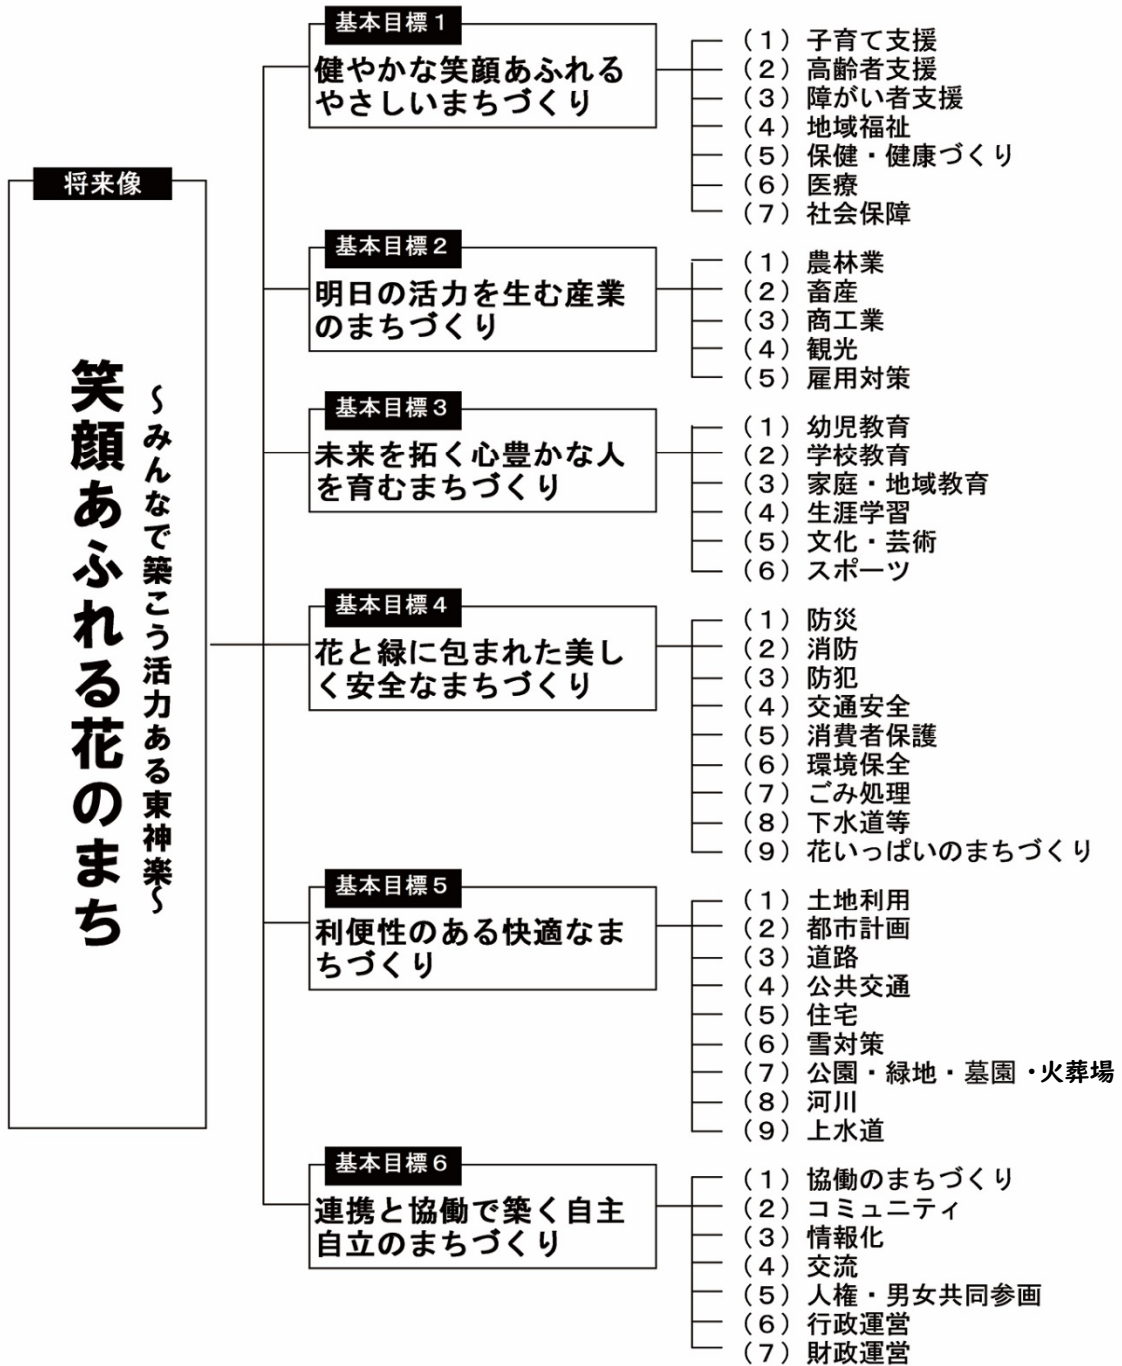 将来像
笑顔あふれる花のまち
～みんなで築こう活力ある東神楽～
基本目標１
健やかな笑顔あふれる
やさしいまちづくり
（１）子育て支援
（２）高齢者支援
（３）障がい者支援
（４）地域福祉
（５）保健・健康づくり
（６）医療
（７）社会保障
基本目標２
明日の活力を生む産業
のまちづくり
（１）農林業
（２）畜産
（３）商工業
（４）観光
（５）雇用対策
基本目標３
未来を拓く心豊かな人
を育むまちづくり
（１）幼児教育
（２）学校教育
（３）家庭・地域教育
（４）生涯学習
（５）文化・芸術
（６）スポーツ
基本目標４
花と緑に包まれた美し
く安全なまちづくり
（１）防災
（２）消防
（３）防犯
（４）交通安全
（５）消費者保護
（６）環境保全
（７）ごみ処理
（８）下水道等
（９）花いっぱいのまちづくり
基本目標５
利便性のある快適なま
ちづくり
（１）土地利用
（２）都市計画
（３）道路
（４）公共交通
（５）住宅
（６）雪対策
（７）公園・緑地・墓園・火葬場
（８）河川
（９）上水道
基本目標６
連携と協働で築く自主
自立のまちづくり
（１）協働のまちづくり
（２）コミュニティ
（３）情報化
（４）交流
（５）人権・男女共同参画
（６）行政運営
（７）財政運営